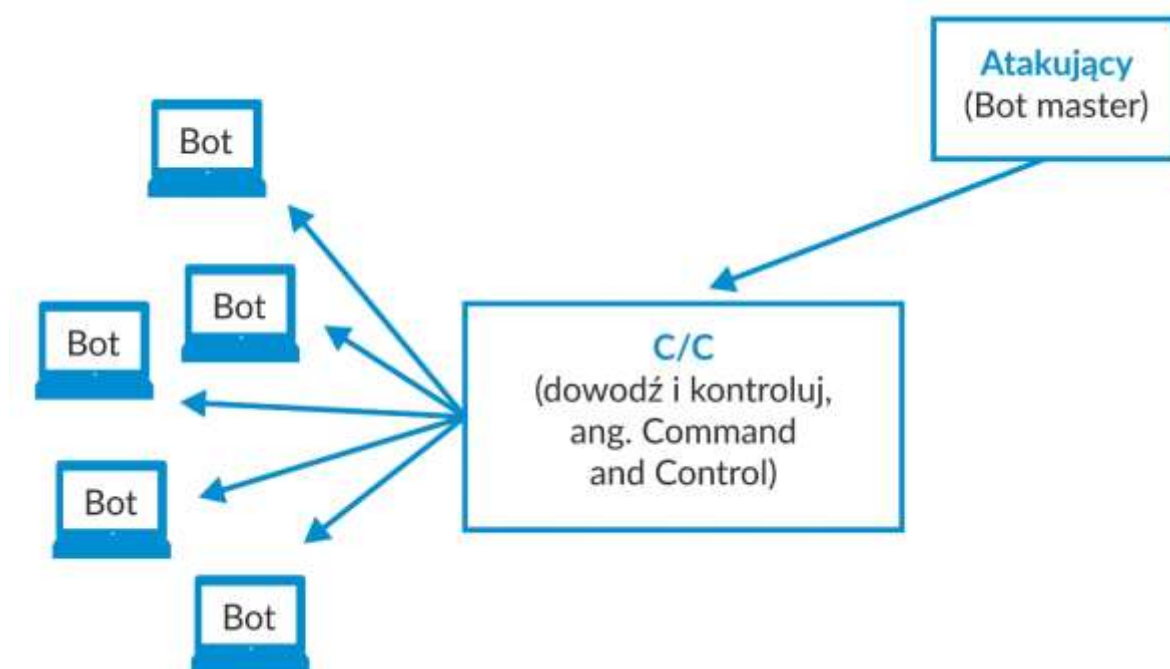 Atakujący
(Bot master)
Bot
Bot
Bot
C/C
(dowodź i kontroluj,
ang. Command
and Control)
Bot
Bot